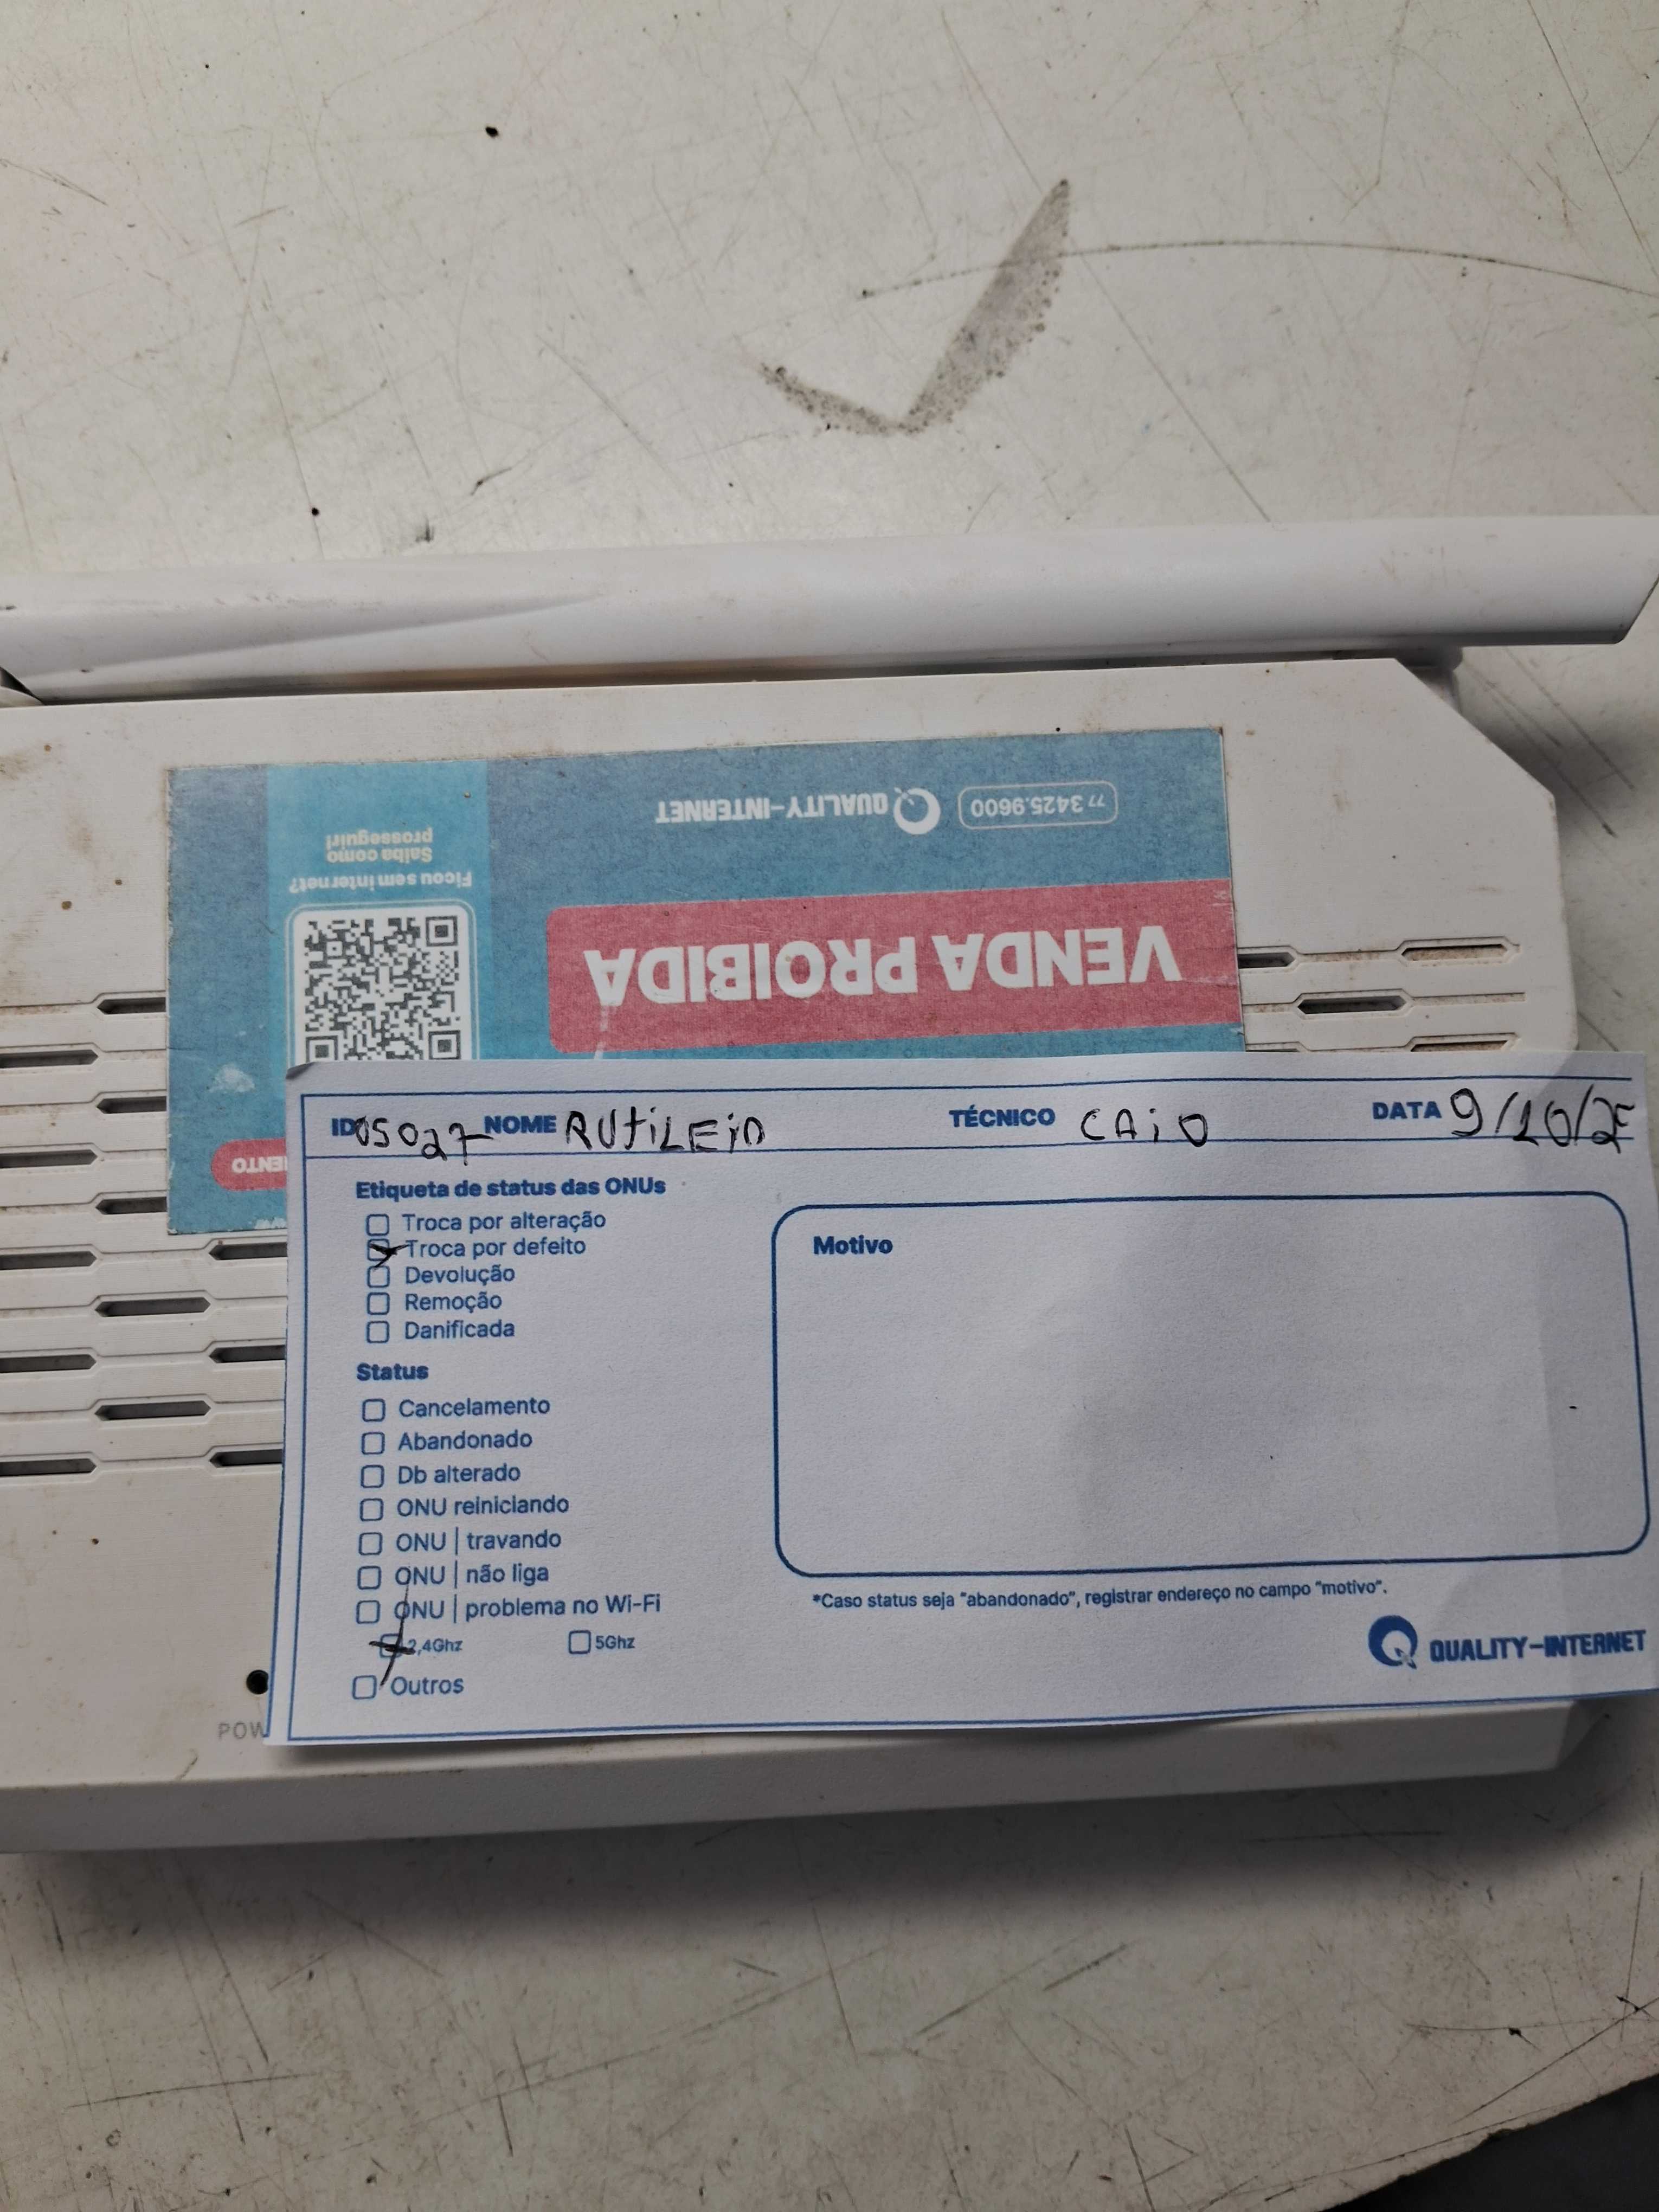 77 3425.9600
QUALITY-INTERNET
VENDA PROIBIDA
Ficou sem internet?
Saiba como
prosseguir!
ID 05027 NOME RUTILEID TÉCNICO CAIO DATA 9/10/2
Etiqueta de status das ONUs
Troca por alteração
Troca por defeito
Devolução
Remoção
Danificada
Status
Cancelamento
Abandonado
Db alterado
ONU reiniciando
ONU | travando
ONU | não liga
ONU | problema no Wi-Fi
2,4Ghz 5Ghz
Outros
Motivo
*Caso status seja "abandonado", registrar endereço no campo "motivo".
QUALITY-INTERNET
POW